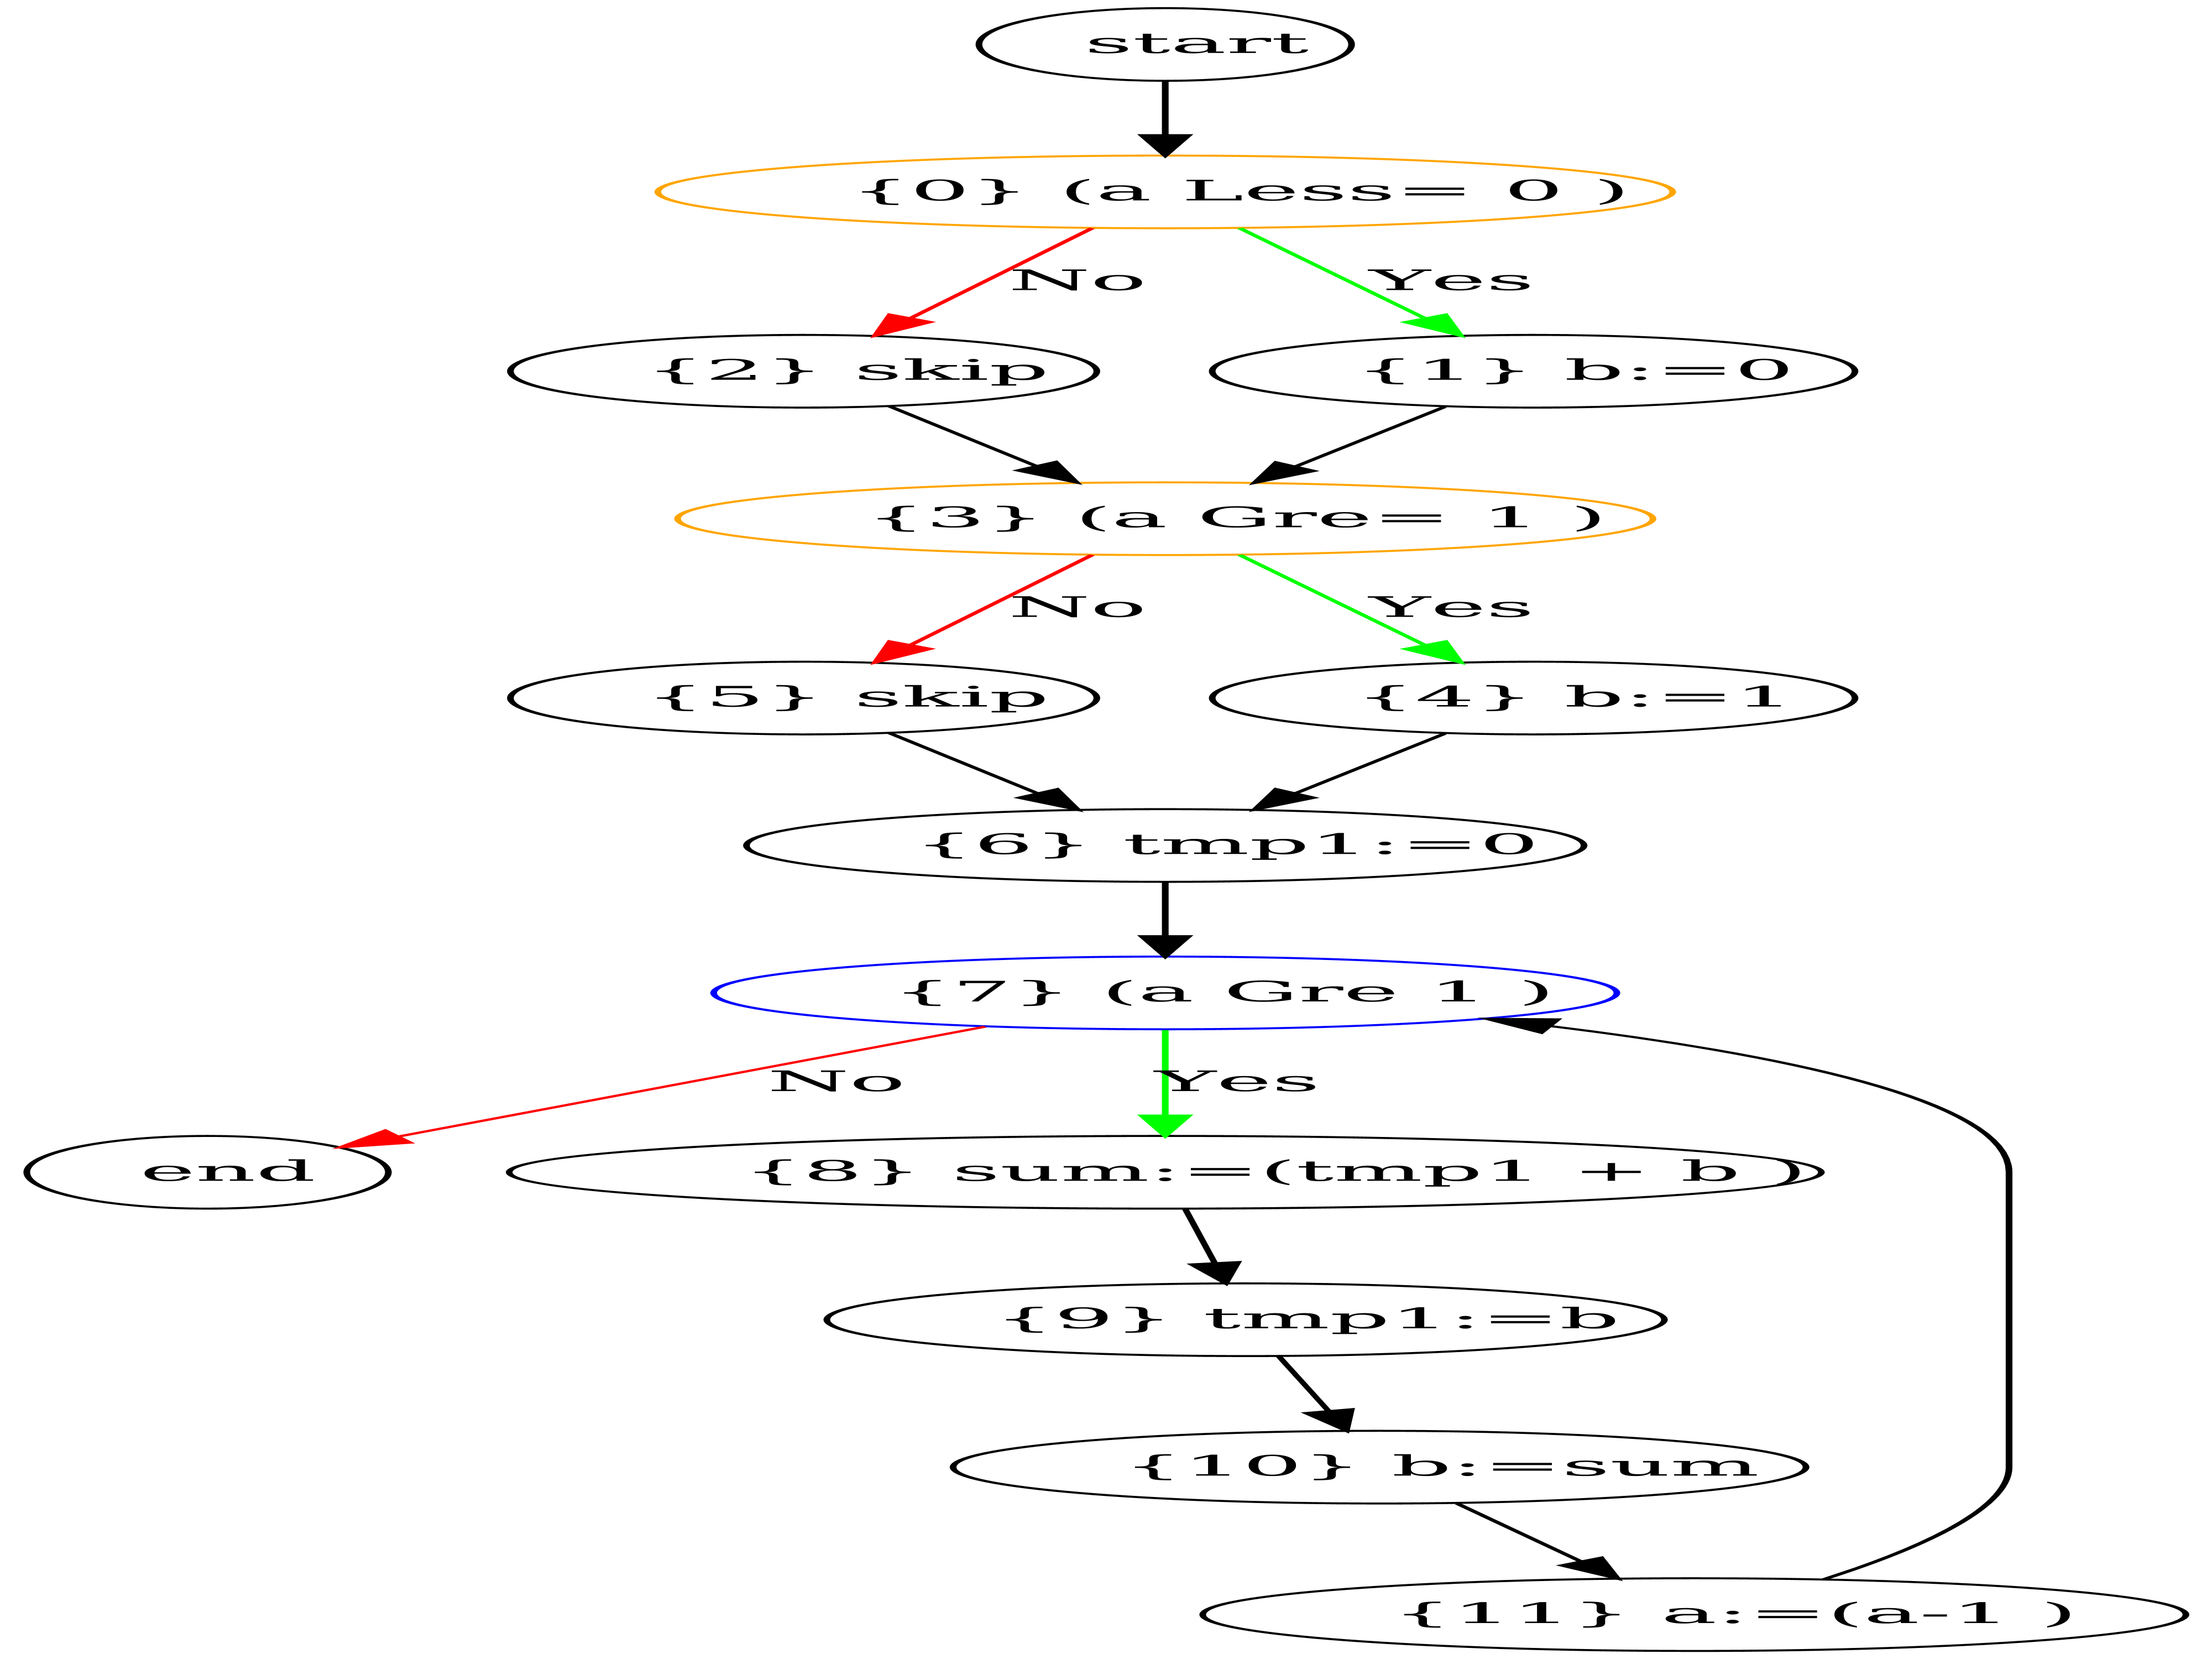 start
{0} (a Less= 0 )
No
Yes
{2} skip
{1} b:=0
{3} (a Gre= 1 )
No
Yes
{5} skip
{4} b:=1
{6} tmp1:=0
{7} (a Gre 1 )
No
Yes
end
{8} sum:=(tmp1 + b )
{9} tmp1:=b
{10} b:=sum
{11} a:=(a-1 )